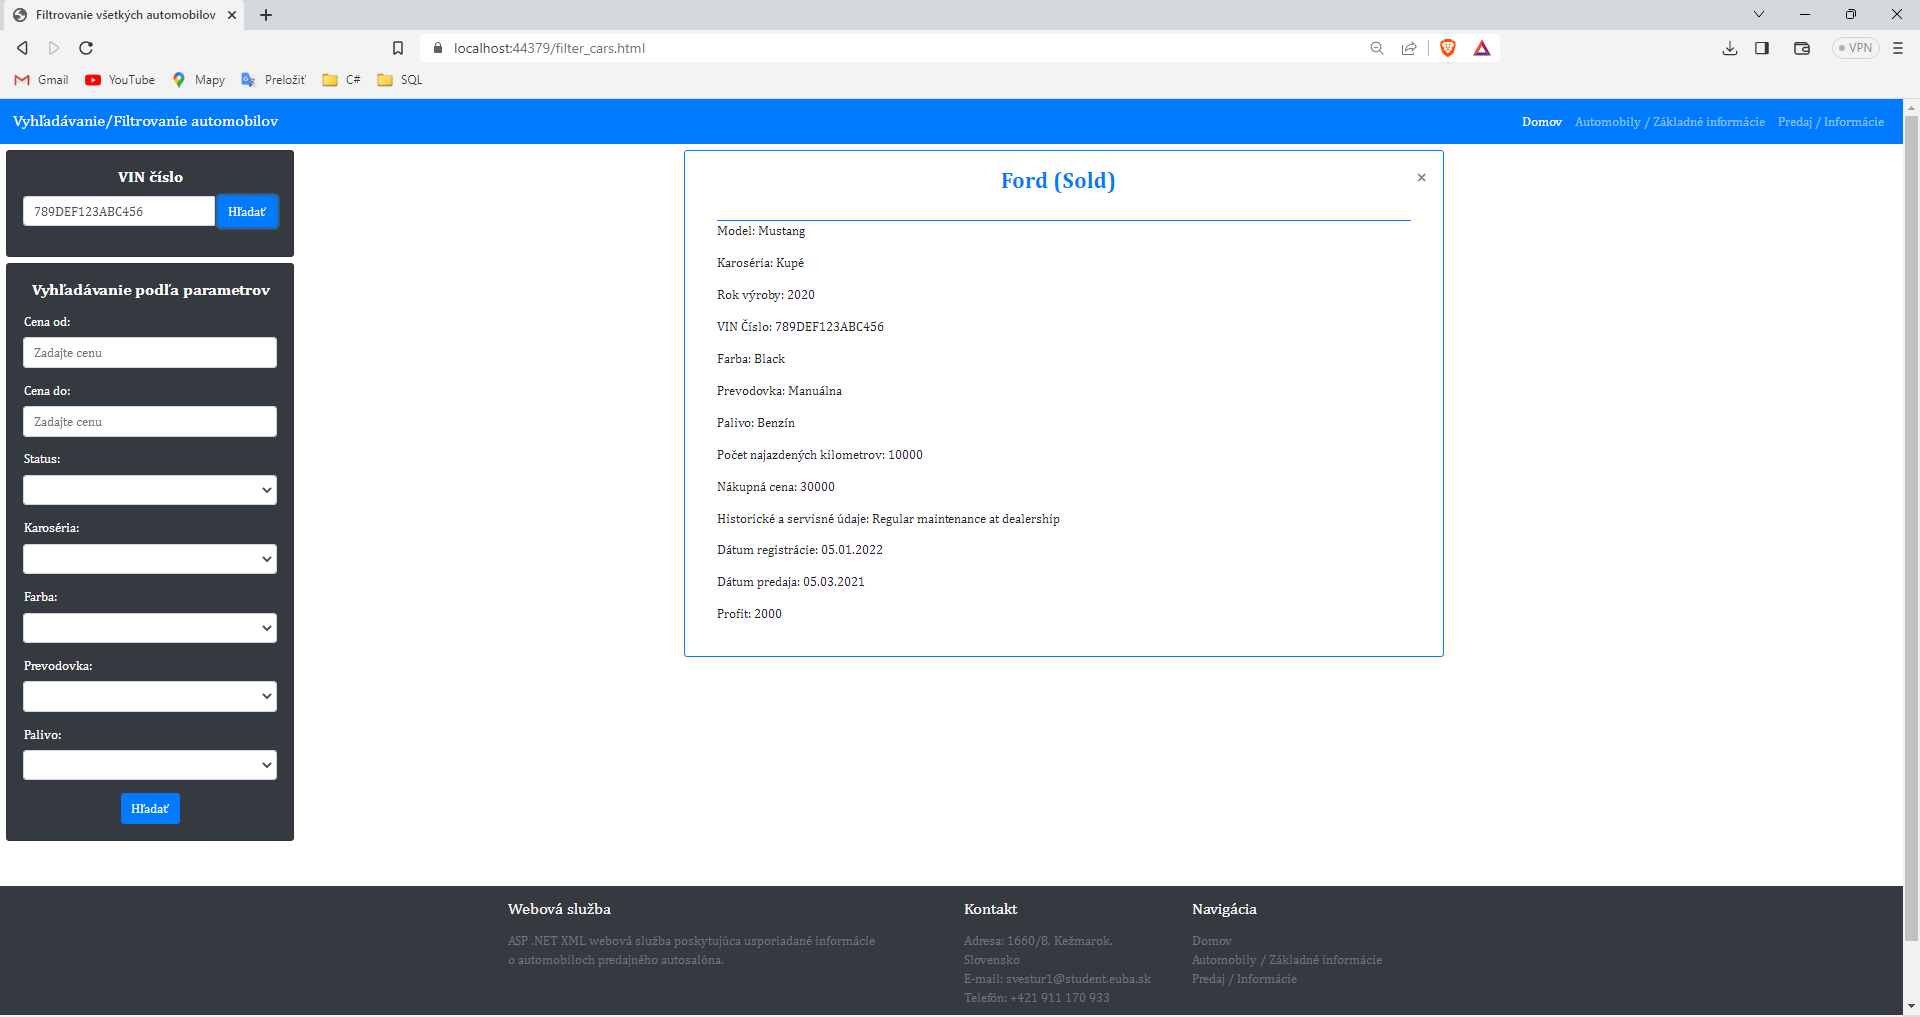 Filtrovanie všetkých automobilov
localhost:44379/filter_cars.html
VPN
Gmail YouTube Mapy Preložiť C# SQL
Vyhľadávanie/Filtrovanie automobilov
Domov Automobily / Základné informácie Predaj / Informácie
VIN číslo
789DEF123ABC456 Hľadať
Vyhľadávanie podľa parametrov
Cena od:
Zadajte cenu
Cena do:
Zadajte cenu
Status:
Karoséria:
Farba:
Prevodovka:
Palivo:
Hľadať
Ford (Sold)
×
Model: Mustang
Karoséria: Kupé
Rok výroby: 2020
VIN Číslo: 789DEF123ABC456
Farba: Black
Prevodovka: Manuálna
Palivo: Benzín
Počet najazdených kilometrov: 10000
Nákupná cena: 30000
Historické a servisné údaje: Regular maintenance at dealership
Dátum registrácie: 05.01.2022
Dátum predaja: 05.03.2021
Profit: 2000
Webová služba
ASP .NET XML webová služba poskytujúca usporiadané informácie
o automobiloch predajného autosalóna.
Kontakt
Adresa: 1660/8, Kežmarok,
Slovensko
E-mail: svestur1@student.euba.sk
Telefón: +421 911 170 933
Navigácia
Domov
Automobily / Základné informácie
Predaj / Informácie